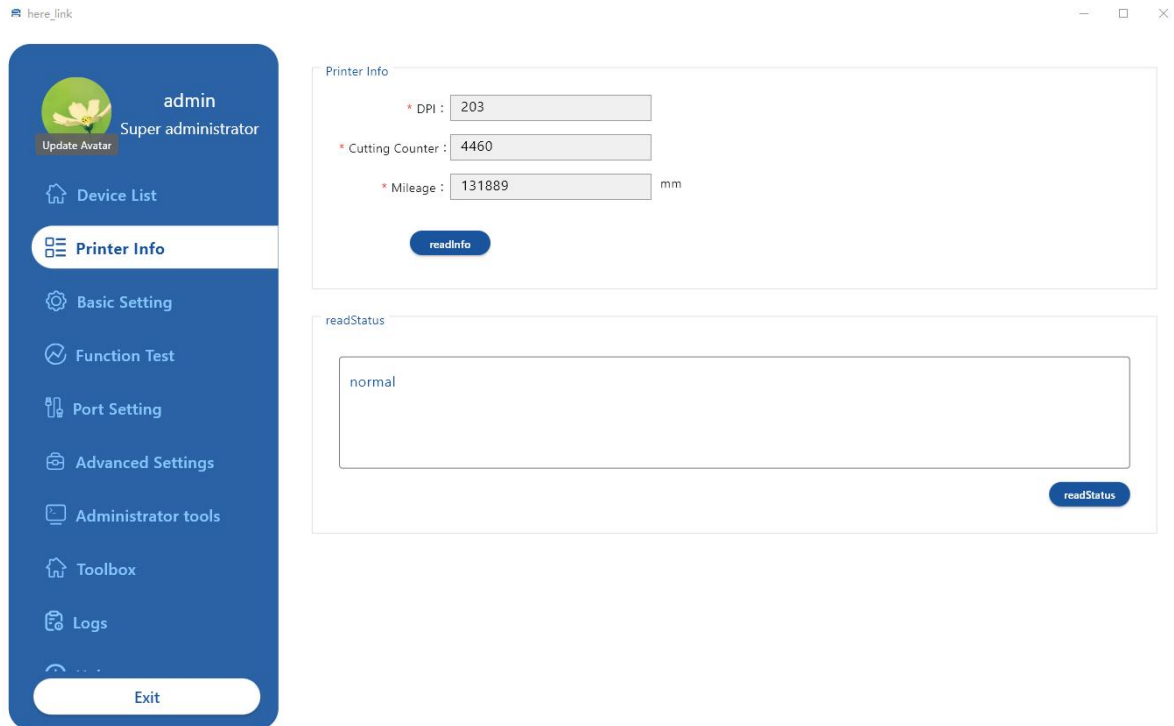 here_link
admin
Super administrator
Update Avatar
Device List
Printer Info
Basic Setting
Function Test
Port Setting
Advanced Settings
Administrator tools
Toolbox
Logs
Exit
Printer Info
* DPI : 203
* Cutting Counter : 4460
* Mileage : 131889 mm
readInfo
readStatus
normal
readStatus